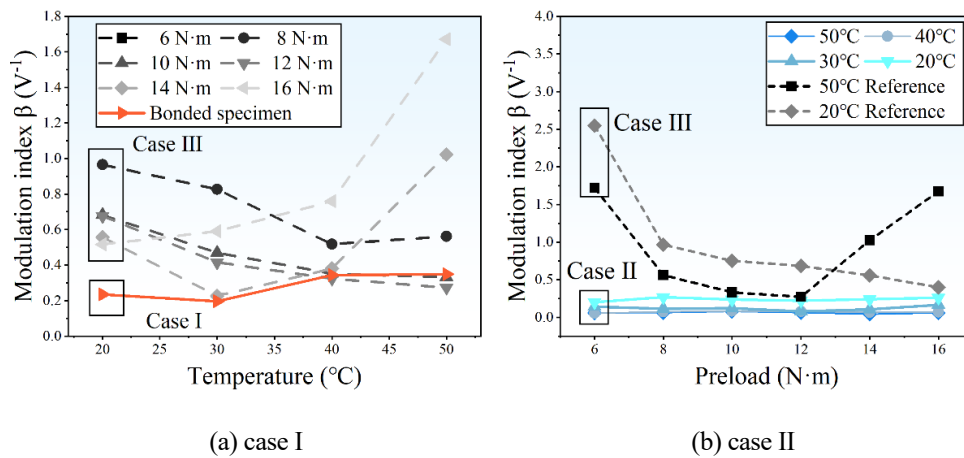 Modulation index β (V⁻¹)
1.8
1.6
1.4
1.2
1.0
0.8
0.6
0.4
0.2
0.0
6 N·m 8 N·m
10 N·m 12 N·m
14 N·m 16 N·m
Bonded specimen
Case III
Case I
20 25 30 35 40 45 50
Temperature (℃)
(a) case I
Modulation index β (V⁻¹)
4.0
3.5
3.0
2.5
2.0
1.5
1.0
0.5
0.0
50℃ 40℃
30℃ 20℃
50℃ Reference
20℃ Reference
Case III
Case II
6 8 10 12 14 16
Preload (N·m)
(b) case II